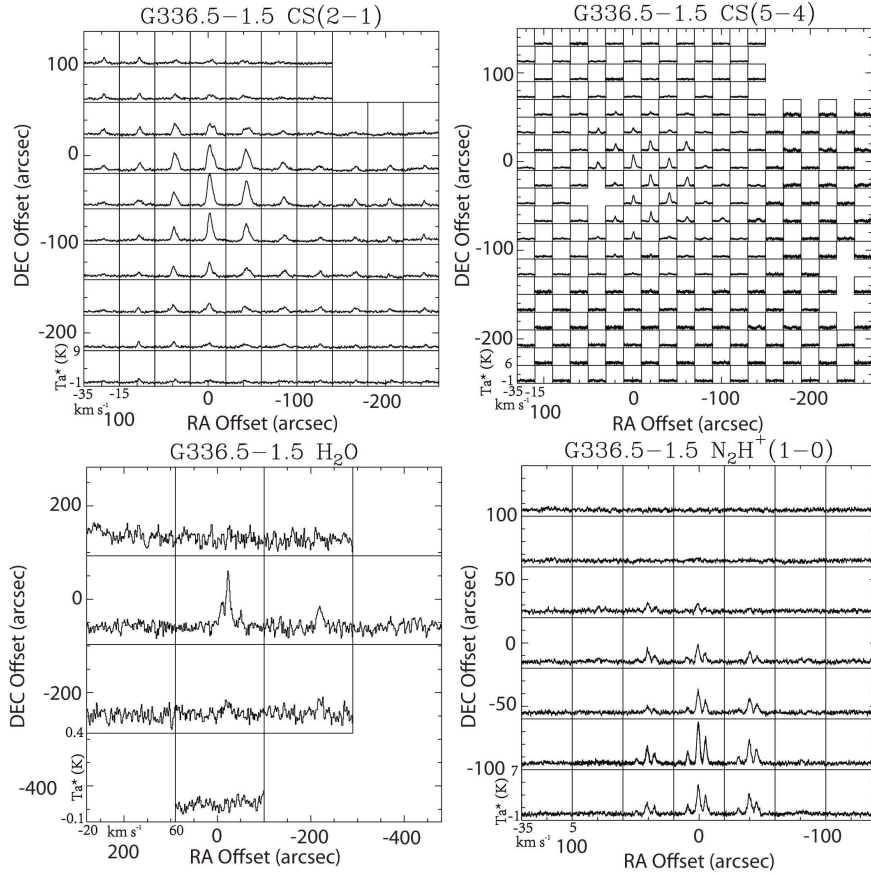 G336.5−1.5 CS(2−1)
100
0
-100
-200
9
-1
Ta* (K)
DEC Offset (arcsec)
-35 -15
km s-1
100 0 -100 -200
RA Offset (arcsec)
G336.5−1.5 CS(5−4)
100
0
-100
-200
6
-1
Ta* (K)
DEC Offset (arcsec)
-35-15
km s-1
100 0 -100 -200
RA Offset (arcsec)
G336.5−1.5 H₂O
200
0
-200
0.4
-400
-0.1
Ta* (K)
DEC Offset (arcsec)
-20 km s-1 60
200 0 -200 -400
RA Offset (arcsec)
G336.5−1.5 N₂H⁺(1−0)
100
50
0
-50
-100
7
-1
Ta* (K)
DEC Offset (arcsec)
-35 5
km s-1
100 0 -100
RA Offset (arcsec)